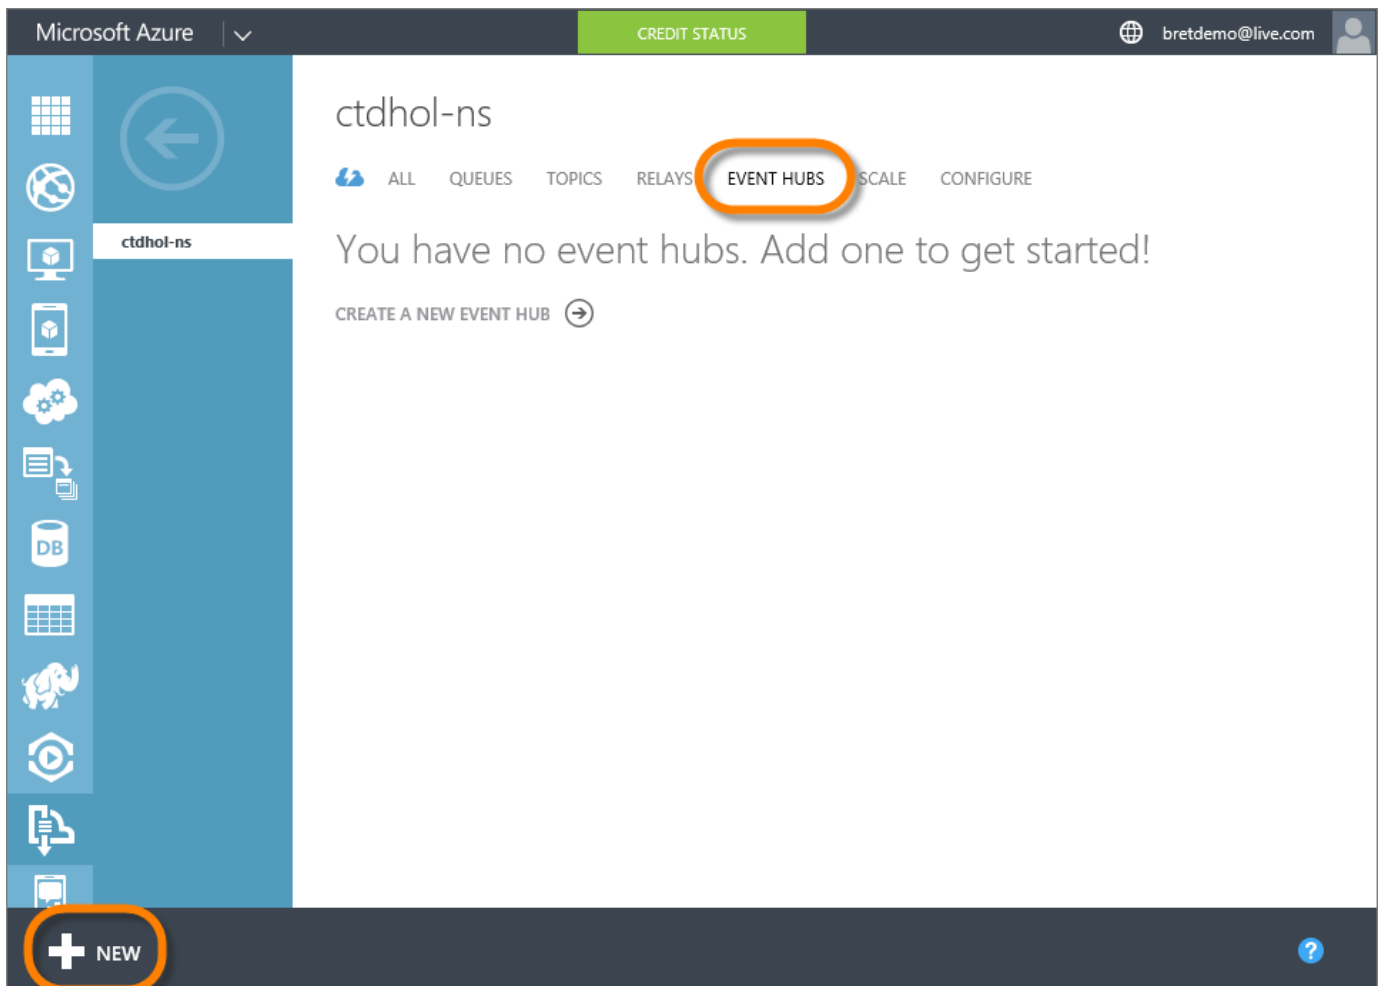 Microsoft Azure
CREDIT STATUS
bretdemo@live.com
ctdhol-ns
ALL QUEUES TOPICS RELAYS EVENT HUBS SCALE CONFIGURE
ctdhol-ns
You have no event hubs. Add one to get started!
CREATE A NEW EVENT HUB
DB
NEW
?